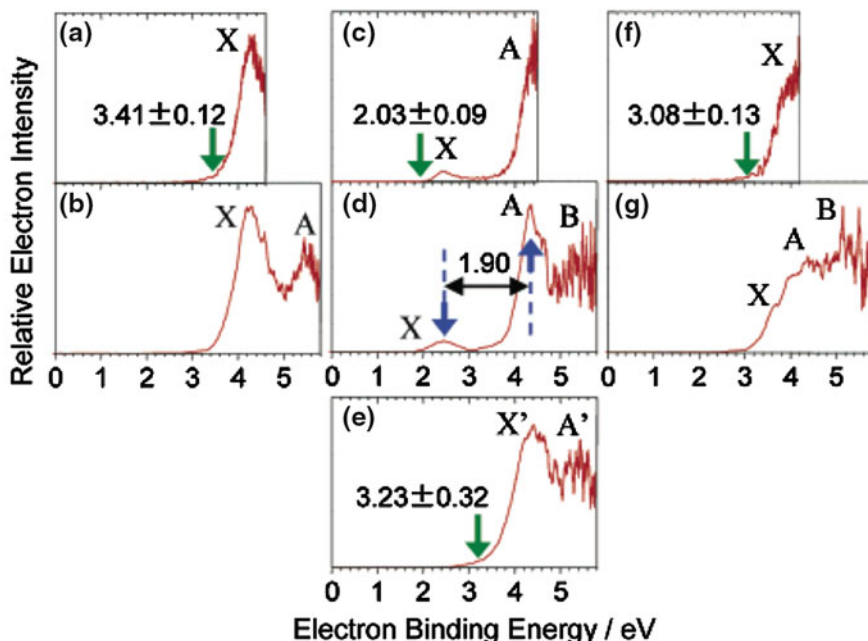 (a)
X
3.41±0.12
(c)
A
2.03±0.09
X
(f)
X
3.08±0.13
(b)
X
A
(d)
A
B
1.90
X
(g)
B
A
X
0 1 2 3 4 5
0 1 2 3 4 5
0 1 2 3 4 5
(e)
X’
A’
3.23±0.32
0 1 2 3 4 5
Relative Electron Intensity
Electron Binding Energy / eV